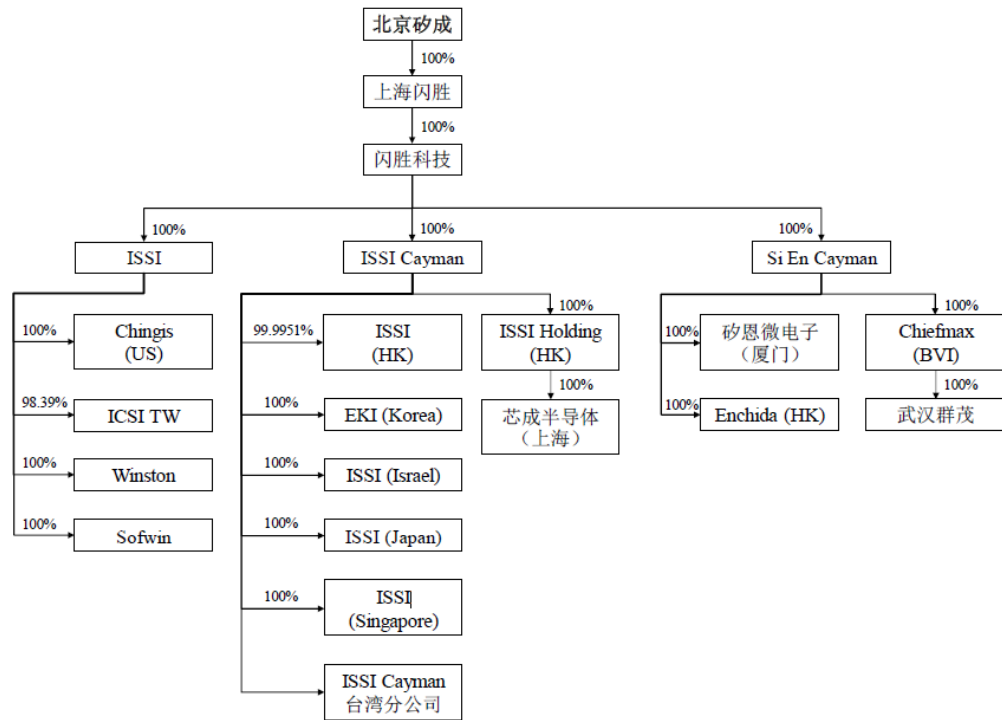 北京矽成
100%
上海闪胜
100%
闪胜科技
100%
100%
100%
ISSI
ISSI Cayman
Si En Cayman
100%
Chingis
(US)
98.39%
ICSI TW
100%
Winston
100%
Sofwin
99.9951%
ISSI
(HK)
100%
EKI (Korea)
100%
ISSI (Israel)
100%
ISSI (Japan)
100%
ISSI
(Singapore)
ISSI Cayman
台湾分公司
100%
ISSI Holding
(HK)
100%
芯成半导体
（上海）
100%
矽恩微电子
（厦门）
100%
Enchida (HK)
100%
Chiefmax
(BVI)
100%
武汉群茂